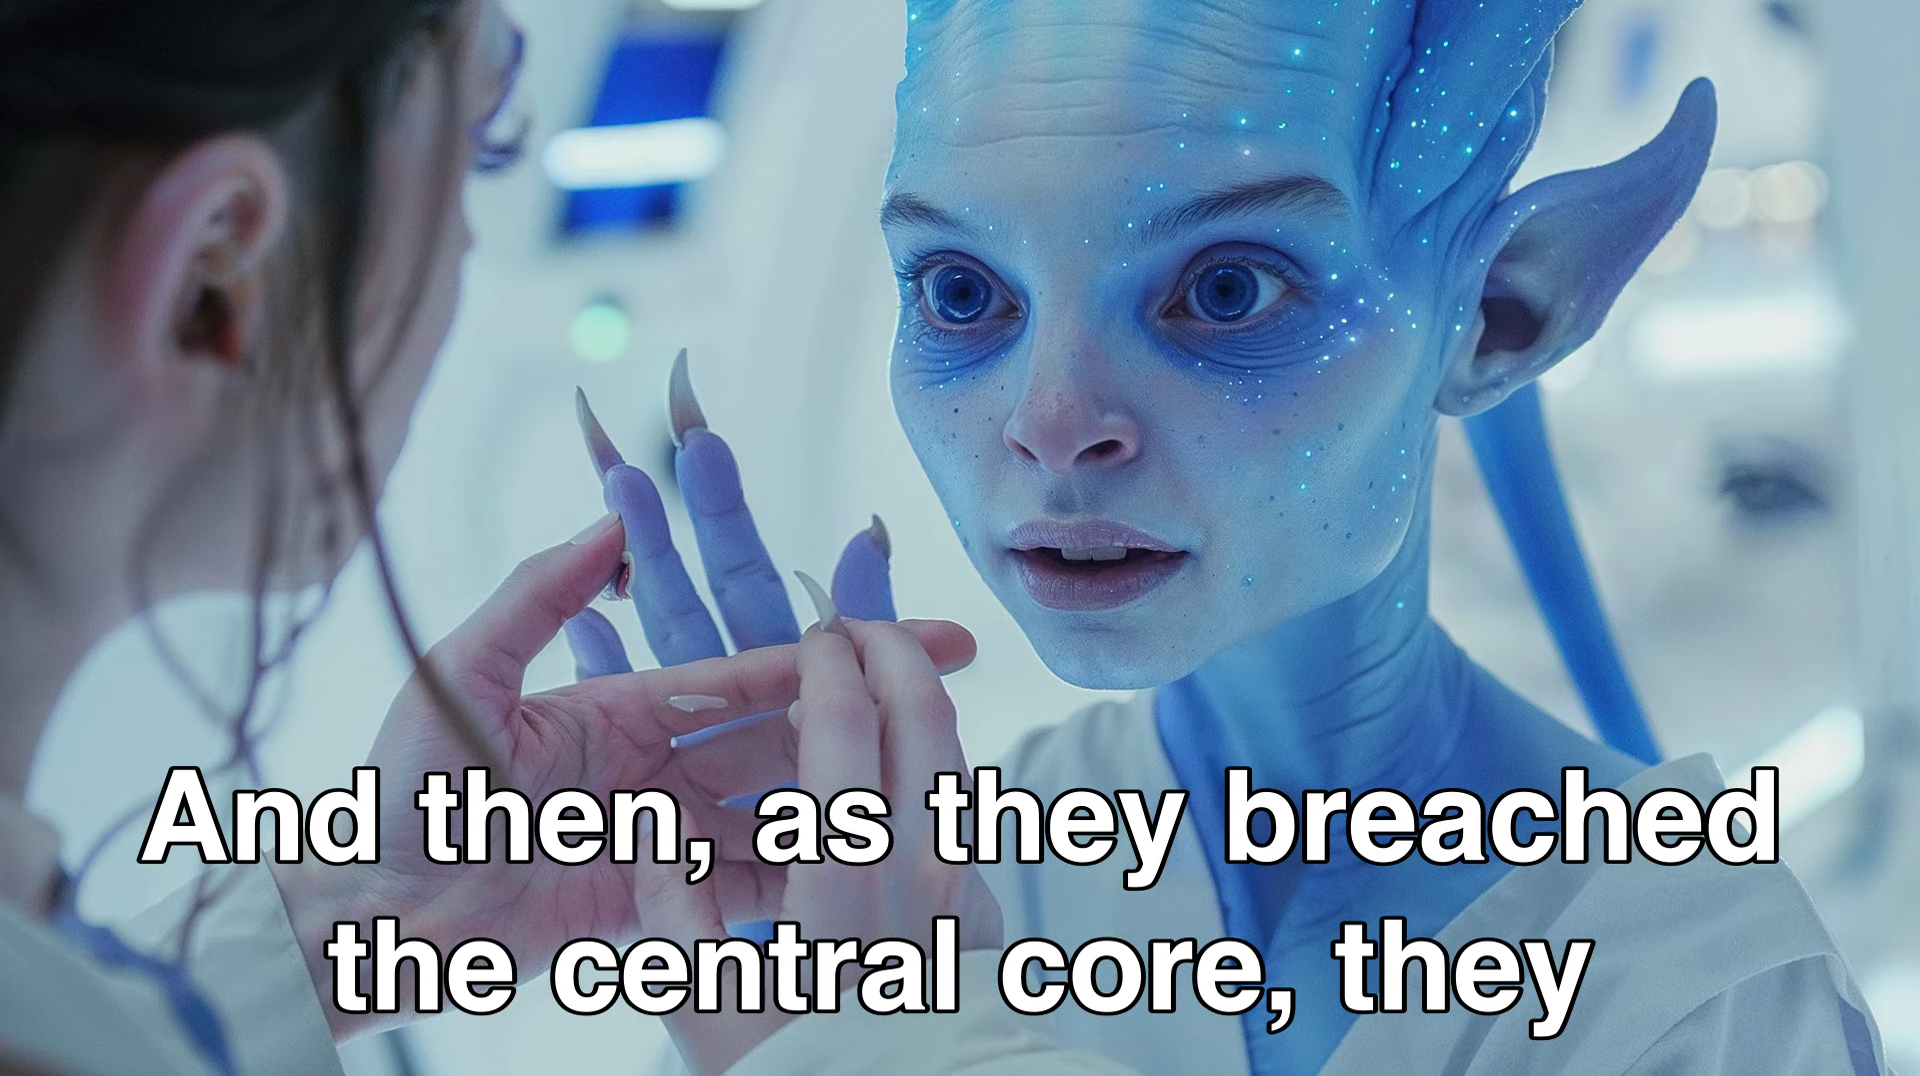 And then, as they breached
the central core, they